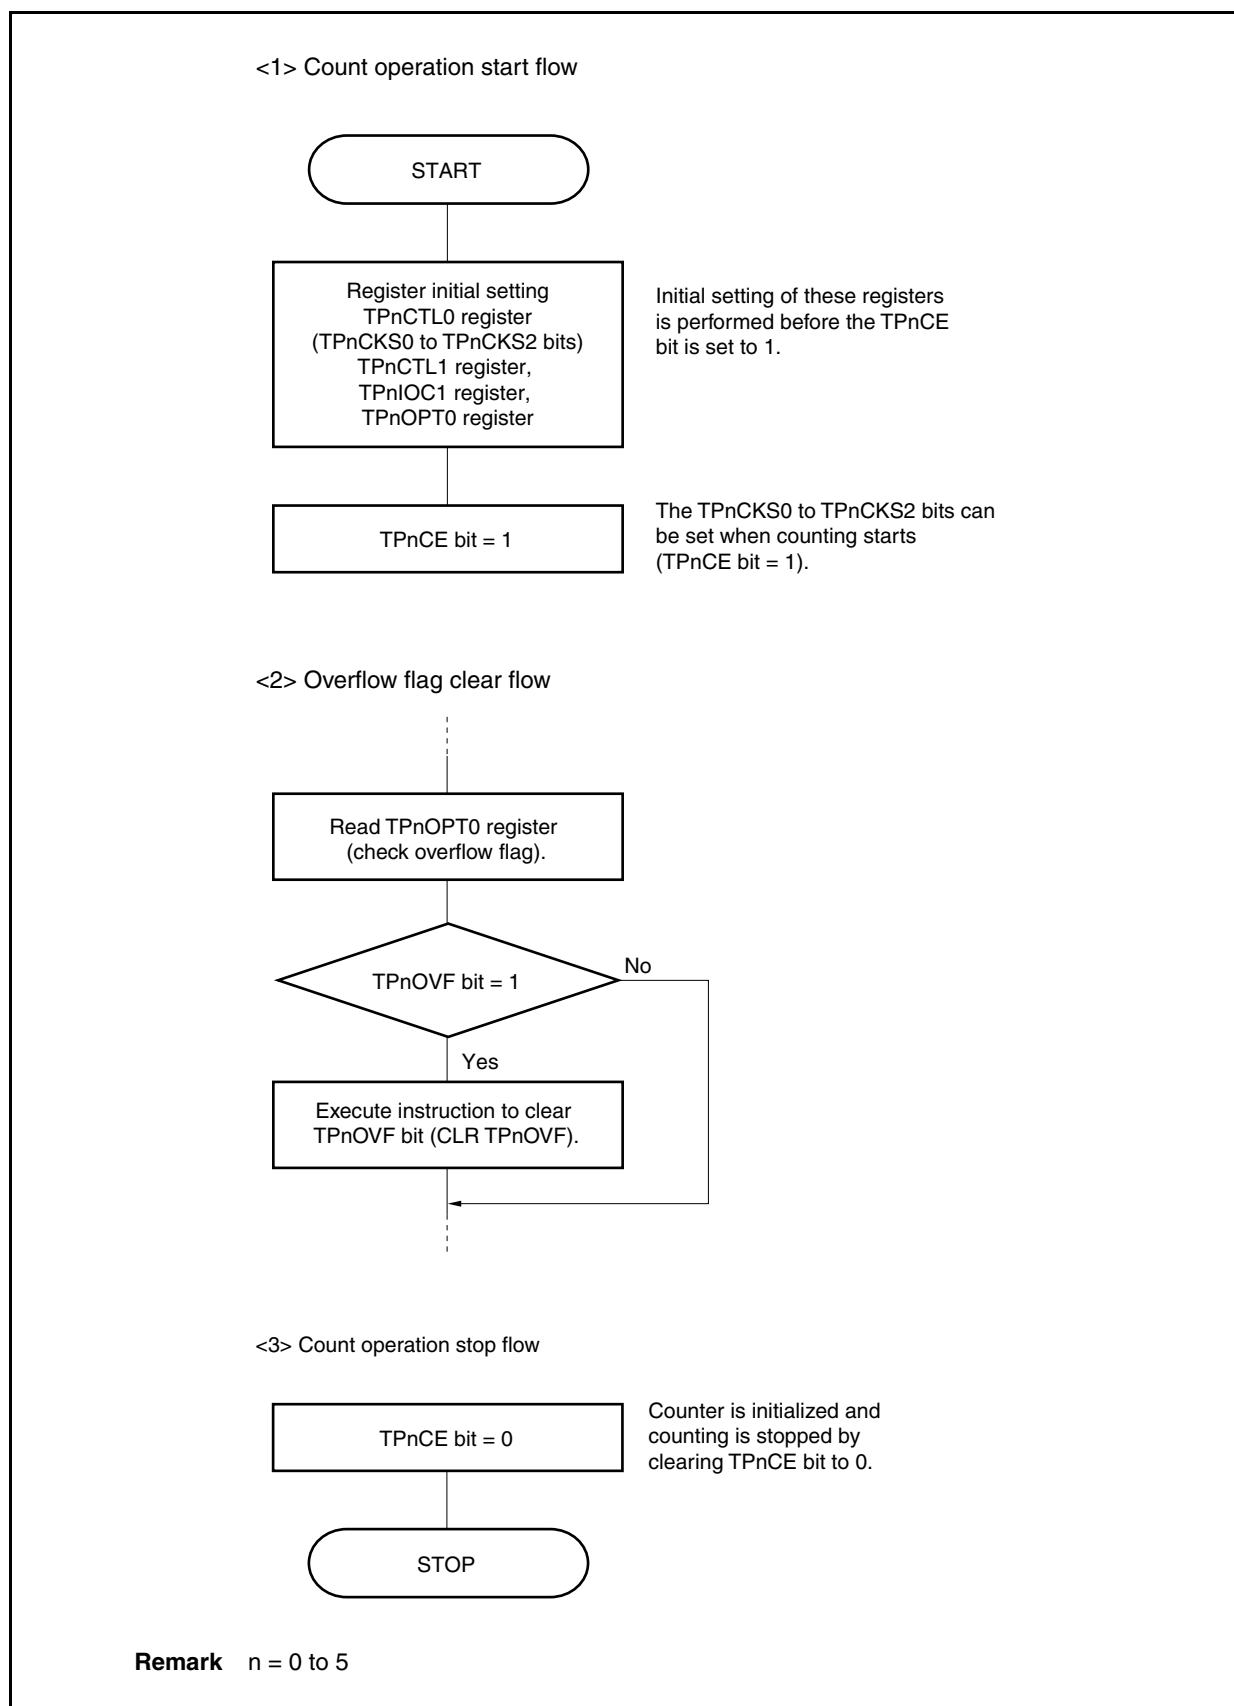 <1> Count operation start flow
START
Register initial setting
TPnCTL0 register
(TPnCKS0 to TPnCKS2 bits)
TPnCTL1 register,
TPnIOC1 register,
TPnOPT0 register
Initial setting of these registers
is performed before the TPnCE
bit is set to 1.
TPnCE bit = 1
The TPnCKS0 to TPnCKS2 bits can
be set when counting starts
(TPnCE bit = 1).
<2> Overflow flag clear flow
Read TPnOPT0 register
(check overflow flag).
TPnOVF bit = 1
No
Yes
Execute instruction to clear
TPnOVF bit (CLR TPnOVF).
<3> Count operation stop flow
TPnCE bit = 0
Counter is initialized and
counting is stopped by
clearing TPnCE bit to 0.
STOP
Remark n = 0 to 5